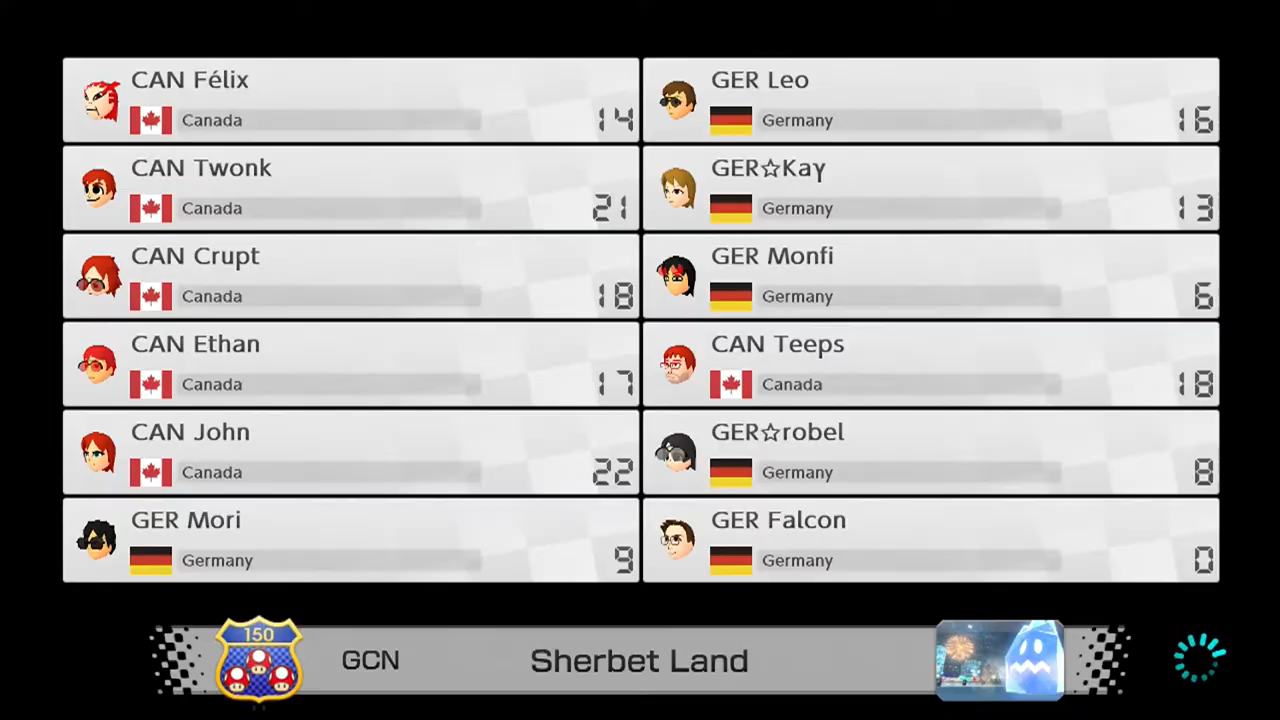 CAN Félix
Canada
14
CAN Twonk
Canada
21
CAN Crupt
Canada
18
CAN Ethan
Canada
17
CAN John
Canada
22
GER Mori
Germany
9
GER Leo
Germany
16
GER☆Kaγ
Germany
13
GER Monfi
Germany
6
CAN Teeps
Canada
18
GER☆robel
Germany
8
GER Falcon
Germany
0
150
GCN
Sherbet Land